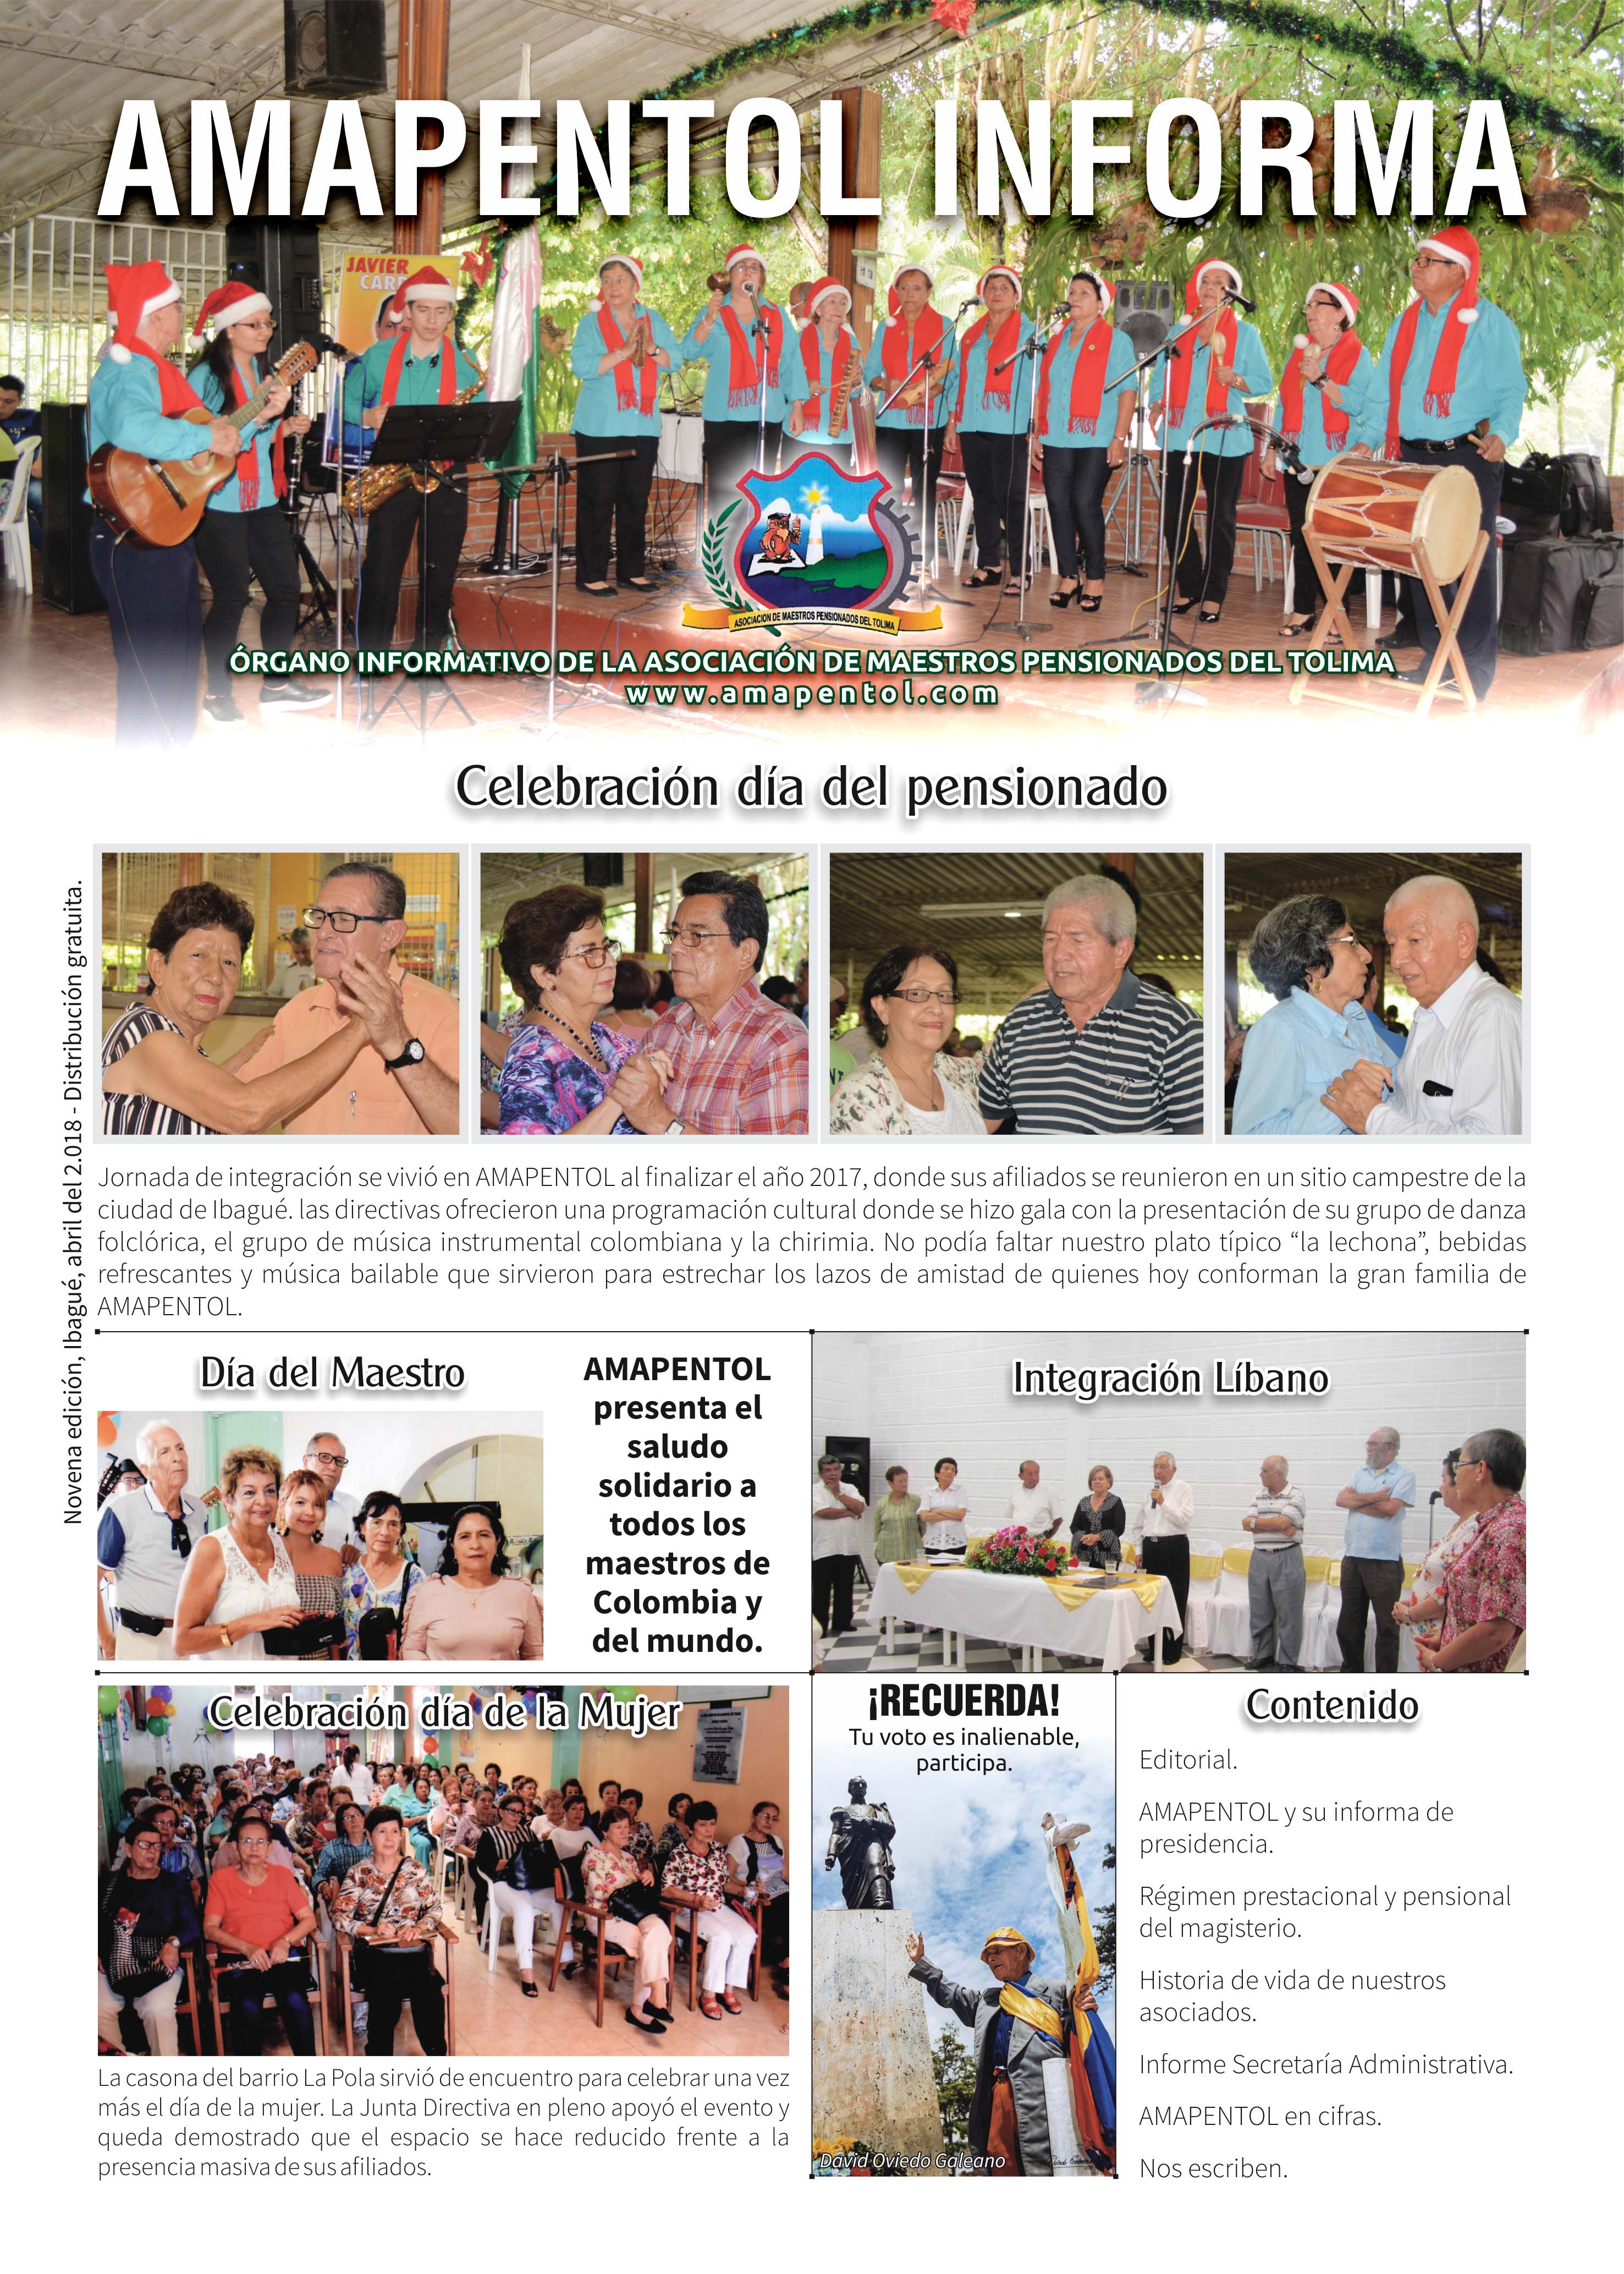 AMAPENTOL INFORMA
JAVIER
ASOCIACION DE MAESTROS PENSIONADOS DEL TOLIMA
ÓRGANO INFORMATIVO DE LA ASOCIACIÓN DE MAESTROS PENSIONADOS DEL TOLIMA
www.amapentol.com
Celebración día del pensionado
Novena edición, Ibagué, abril del 2.018 - Distribución gratuita.
Jornada de integración se vivió en AMAPENTOL al finalizar el año 2017, donde sus afiliados se reunieron en un sitio campestre de la
ciudad de Ibagué. las directivas ofrecieron una programación cultural donde se hizo gala con la presentación de su grupo de danza
folclórica, el grupo de música instrumental colombiana y la chirimia. No podía faltar nuestro plato típico “la lechona”, bebidas
refrescantes y música bailable que sirvieron para estrechar los lazos de amistad de quienes hoy conforman la gran familia de
AMAPENTOL.
Día del Maestro
AMAPENTOL
presenta el
saludo
solidario a
todos los
maestros de
Colombia y
del mundo.
Integración Líbano
Celebración día de la Mujer
La casona del barrio La Pola sirvió de encuentro para celebrar una vez
más el día de la mujer. La Junta Directiva en pleno apoyó el evento y
queda demostrado que el espacio se hace reducido frente a la
presencia masiva de sus afiliados.
¡RECUERDA!
Tu voto es inalienable,
participa.
David Oviedo Galeano
Contenido
Editorial.
AMAPENTOL y su informa de
presidencia.
Régimen prestacional y pensional
del magisterio.
Historia de vida de nuestros
asociados.
Informe Secretaría Administrativa.
AMAPENTOL en cifras.
Nos escriben.